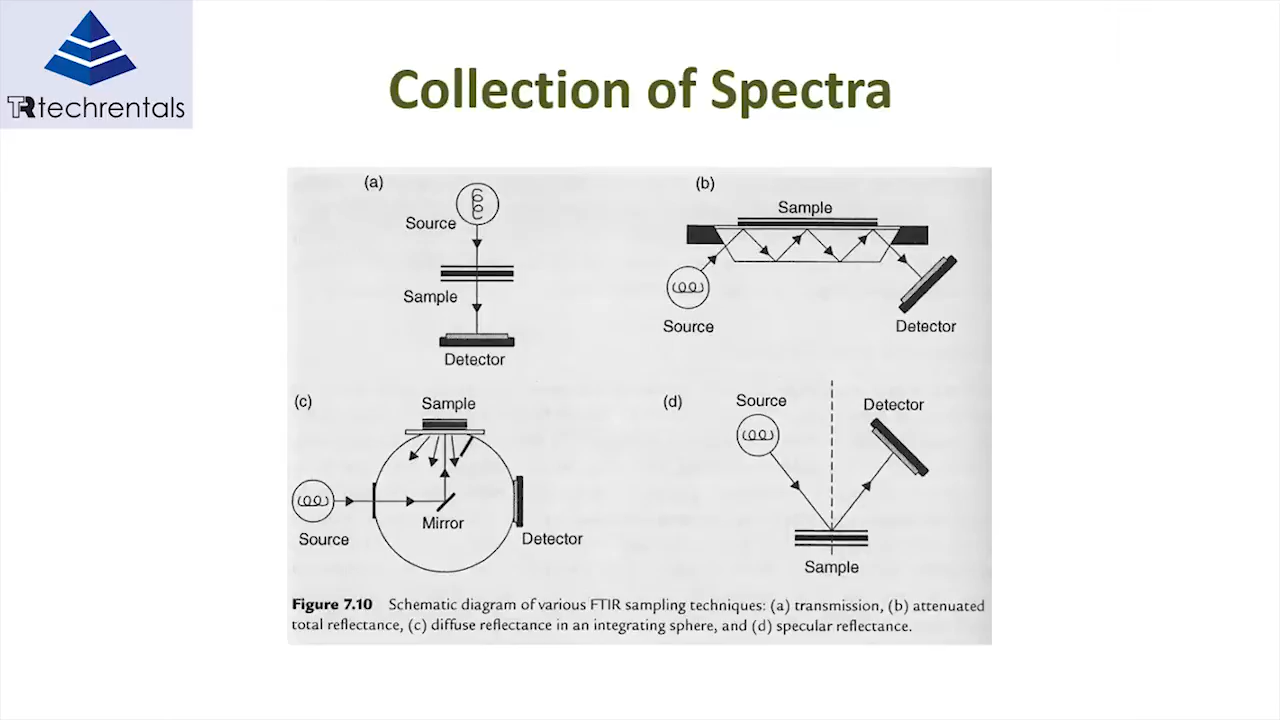 TR techrentals
Collection of Spectra
(a)
Source
Sample
Detector
(b)
Sample
Source
Detector
(c)
Sample
Source
Mirror
Detector
(d)
Source
Detector
Sample
Figure 7.10 Schematic diagram of various FTIR sampling techniques: (a) transmission, (b) attenuated
total reflectance, (c) diffuse reflectance in an integrating sphere, and (d) specular reflectance.